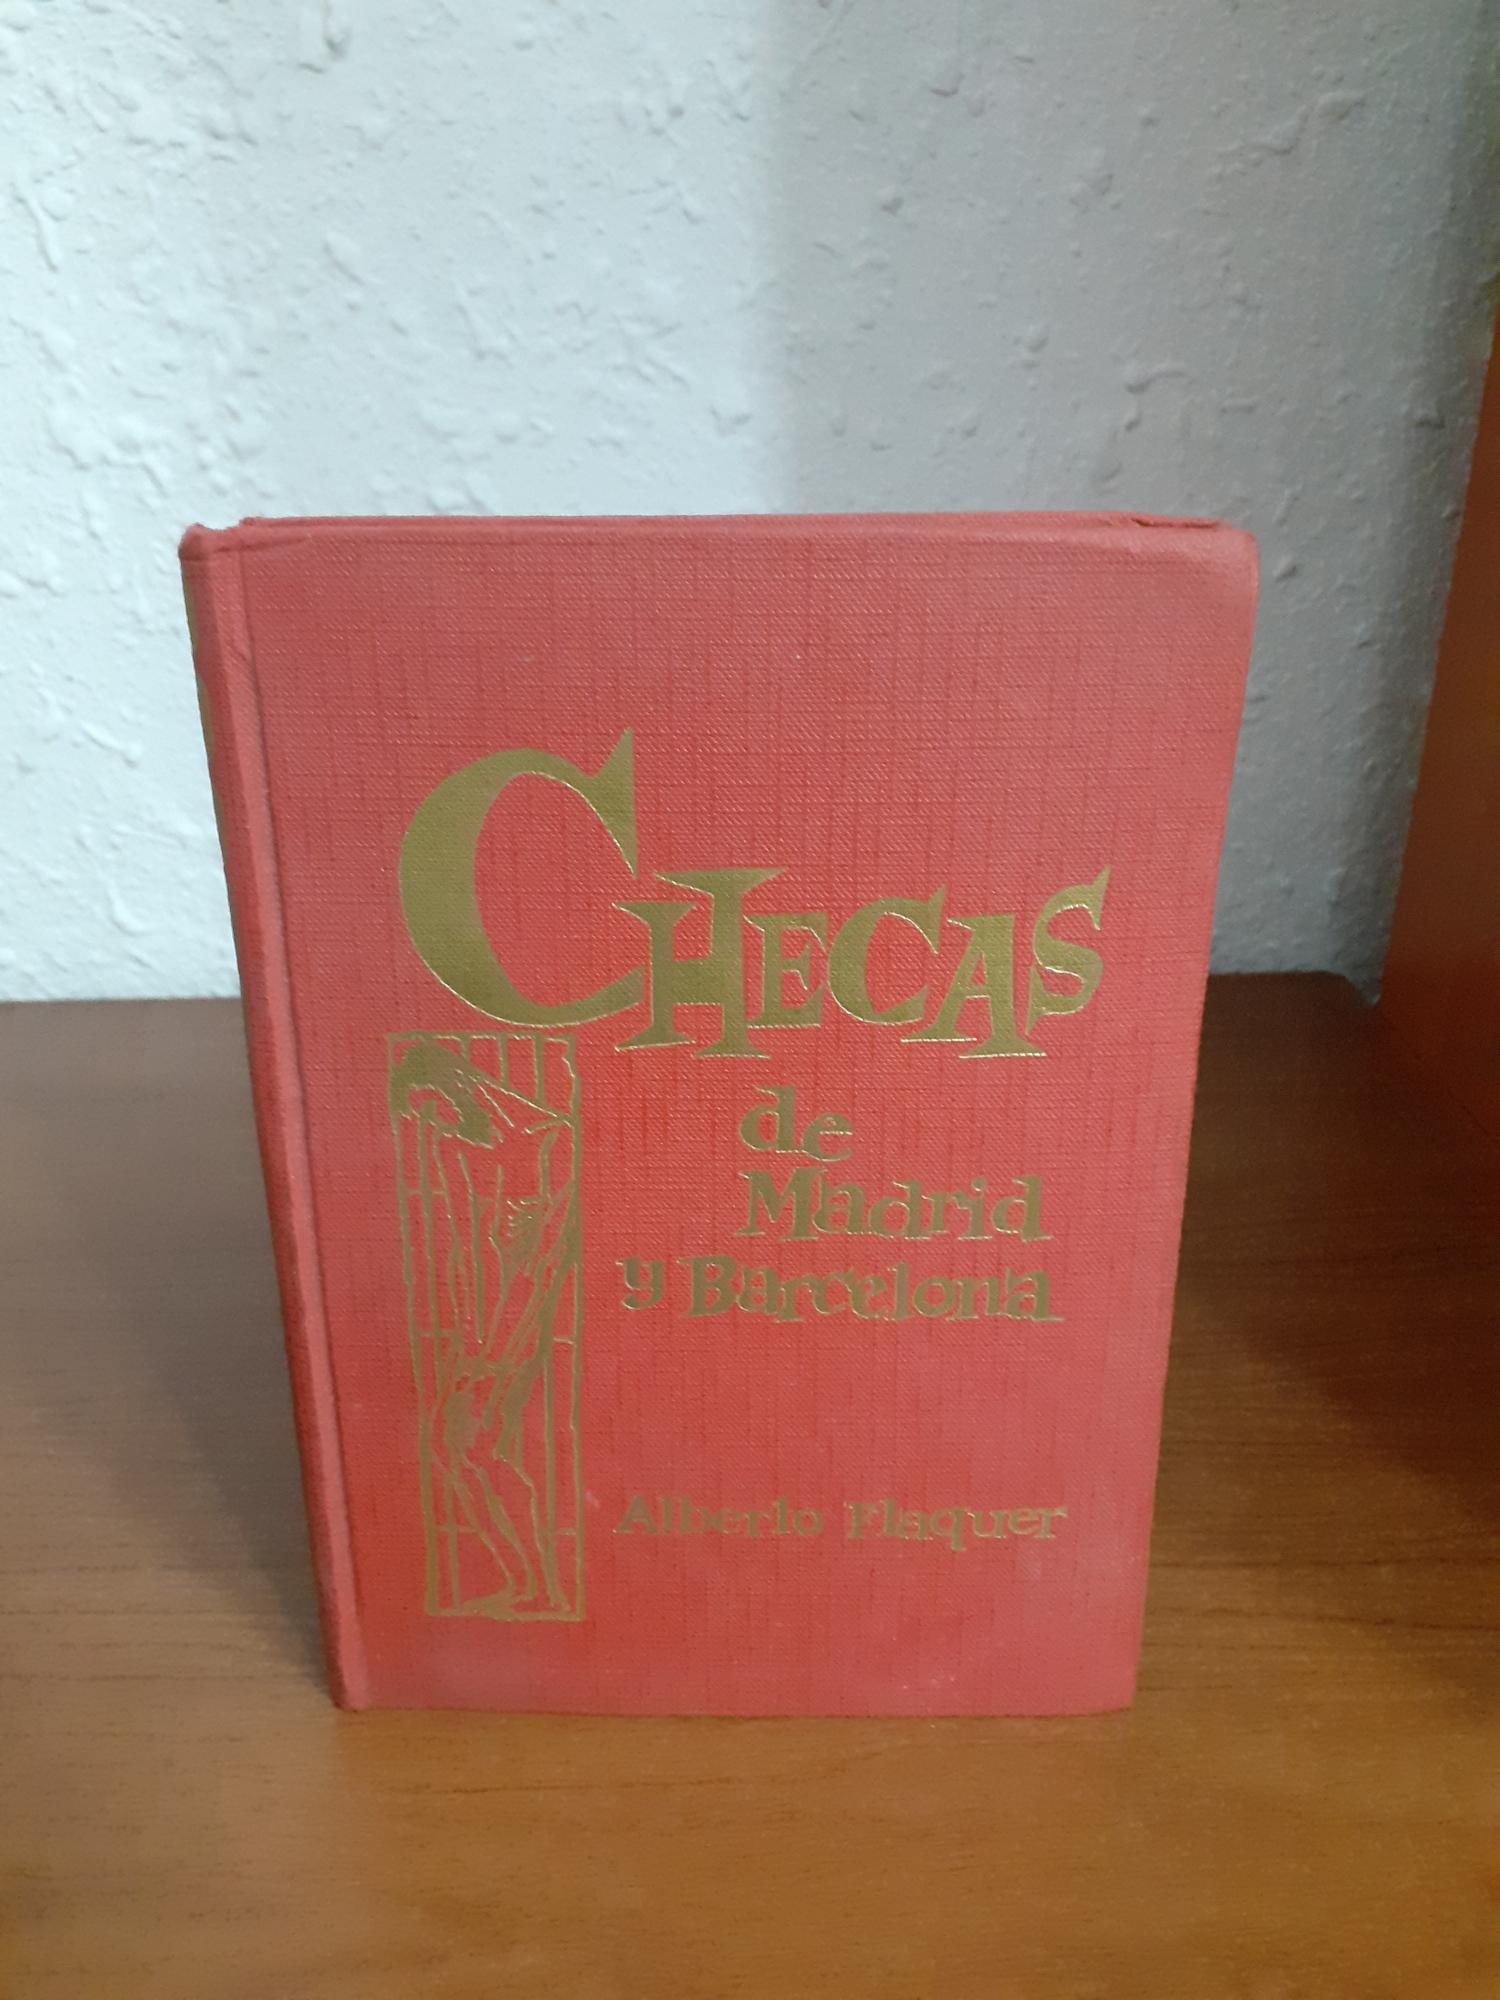 CHECAS
de
Madrid
y Barcelona
Alberto Flaquer